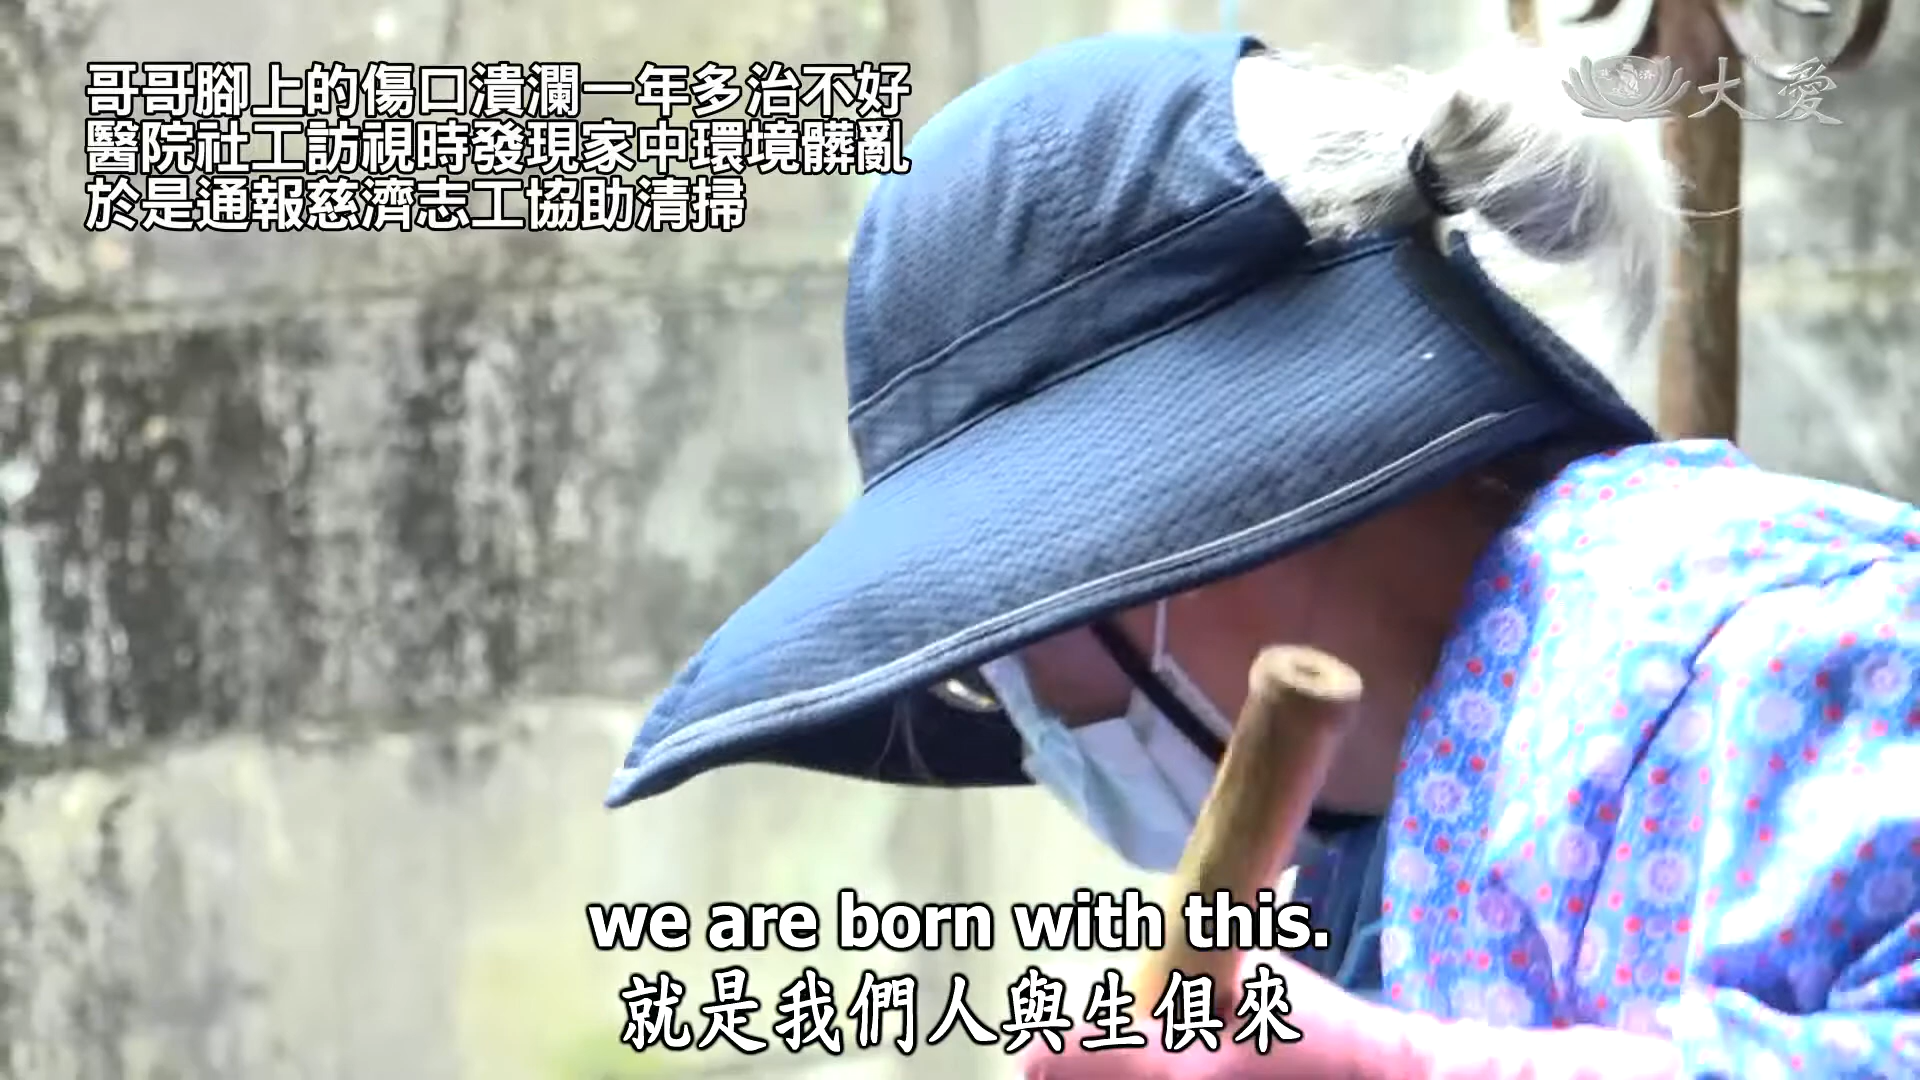 哥哥腳上的傷口潰瀾一年多治不好
醫院社工訪視時發現家中環境髒亂
於是通報慈濟志工協助清掃
大愛
we are born with this.
就是我們人與生俱來